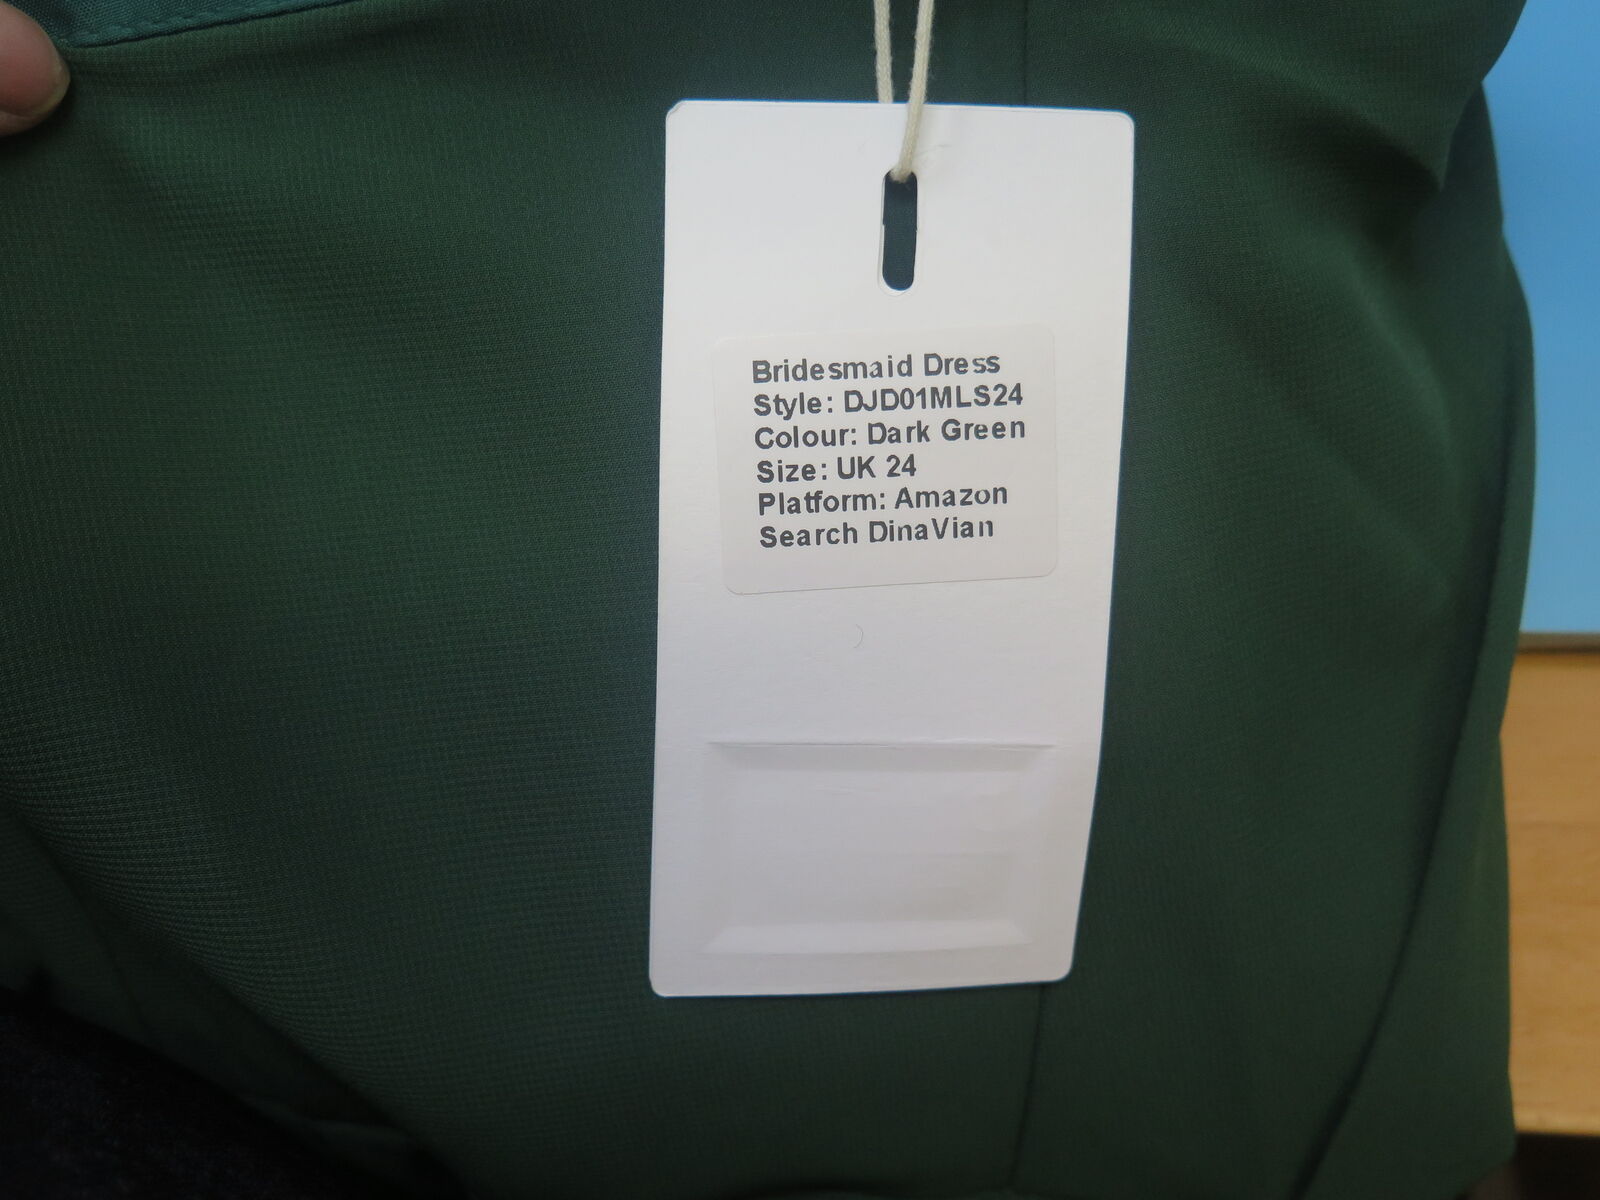 Bridesmaid Dress
Style: DJD01MLS24
Colour: Dark Green
Size: UK 24
Platform: Amazon
Search DinaVian